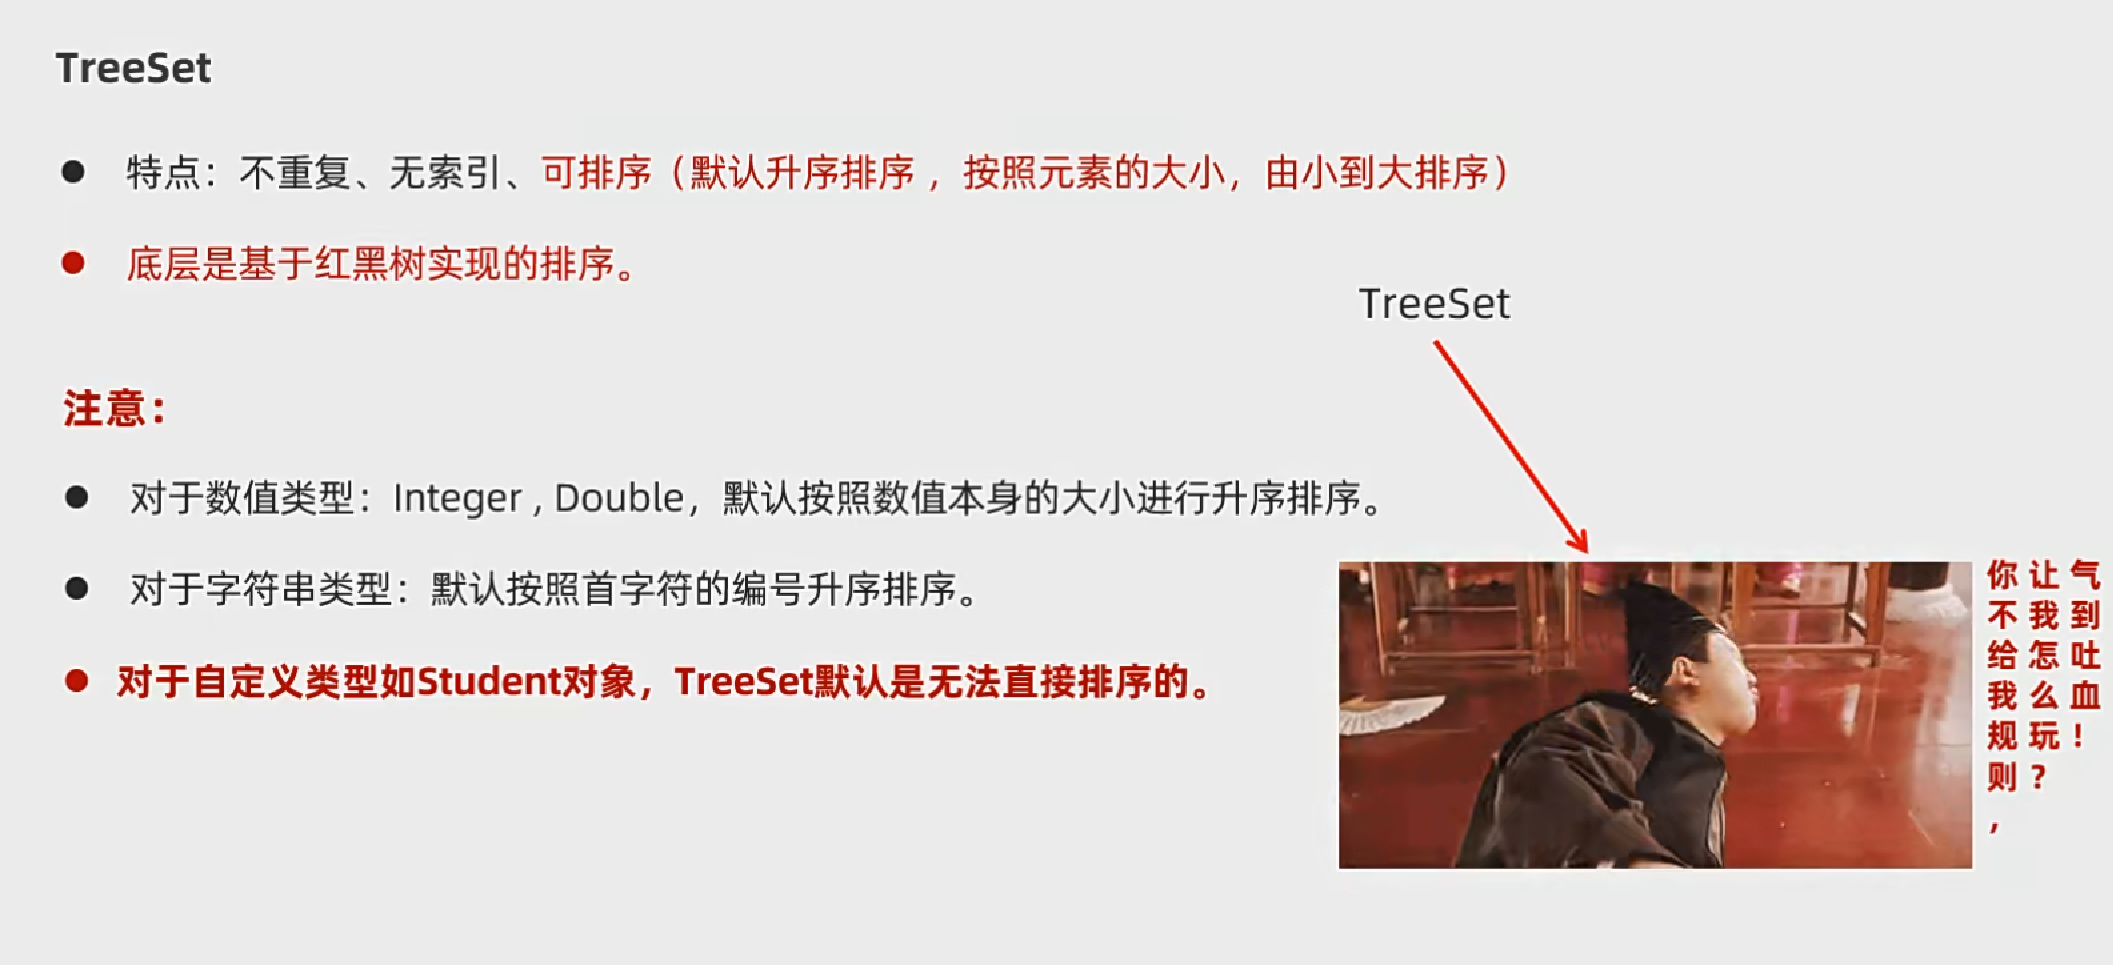 TreeSet
● 特点：不重复、无索引、可排序（默认升序排序 ，按照元素的大小，由小到大排序）
● 底层是基于红黑树实现的排序。
TreeSet
注意：
● 对于数值类型：Integer , Double，默认按照数值本身的大小进行升序排序。
● 对于字符串类型：默认按照首字符的编号升序排序。
● 对于自定义类型如Student对象，TreeSet默认是无法直接排序的。
你不给我规则，
让我怎么玩？
气到吐血！